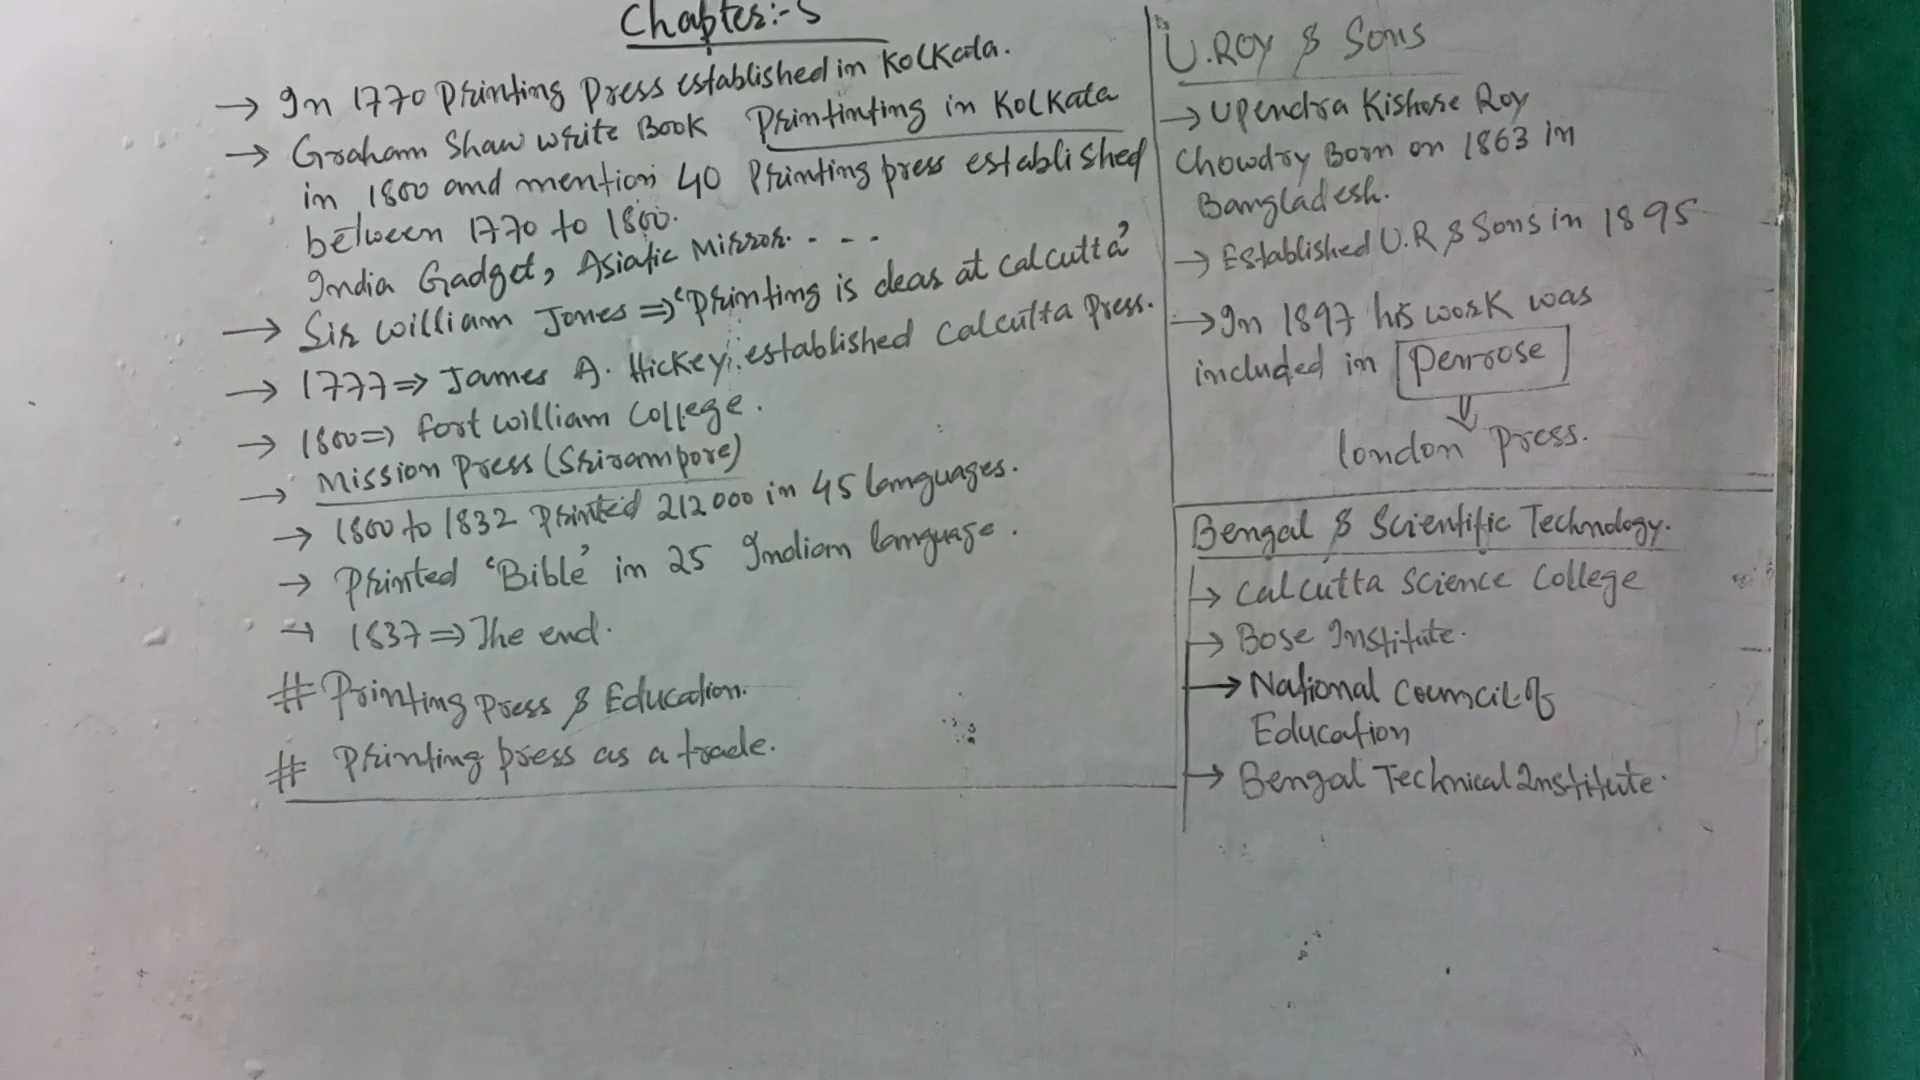 Chapter:-5
→ In 1770 Printing Press established in Kolkata.
→ Graham Shaw write Book Printinting in Kolkata
in 1800 and mention 40 Printing press established
between 1770 to 1800.
India Gadget, Asiatic Mirror. - - -
→ Sir William Jones => 'Printing is dear at Calcutta'
→ 1777 => James A. Hickey, established Calcutta Press.
→ 1800 => fort William College.
→ Mission Press (Shirampore)
→ 1800 to 1832 Printed 212000 in 45 languages.
→ Printed 'Bible' in 25 Indian language.
→ 1837 => The end.
# Printing Press & Education.
# Printing press as a trade.
U.ROY & Sons
→ Upendra Kishore Roy
Chowdry Born on 1863 in
Bangladesh.
→ Established U.R & Sons in 1895
→ In 1897 his work was
included in Penrose
london Press.
Bengal & Scientific Technology.
→ Calcutta Science College
→ Bose Institute.
→ National Council of
Education
→ Bengal Technical Institute.